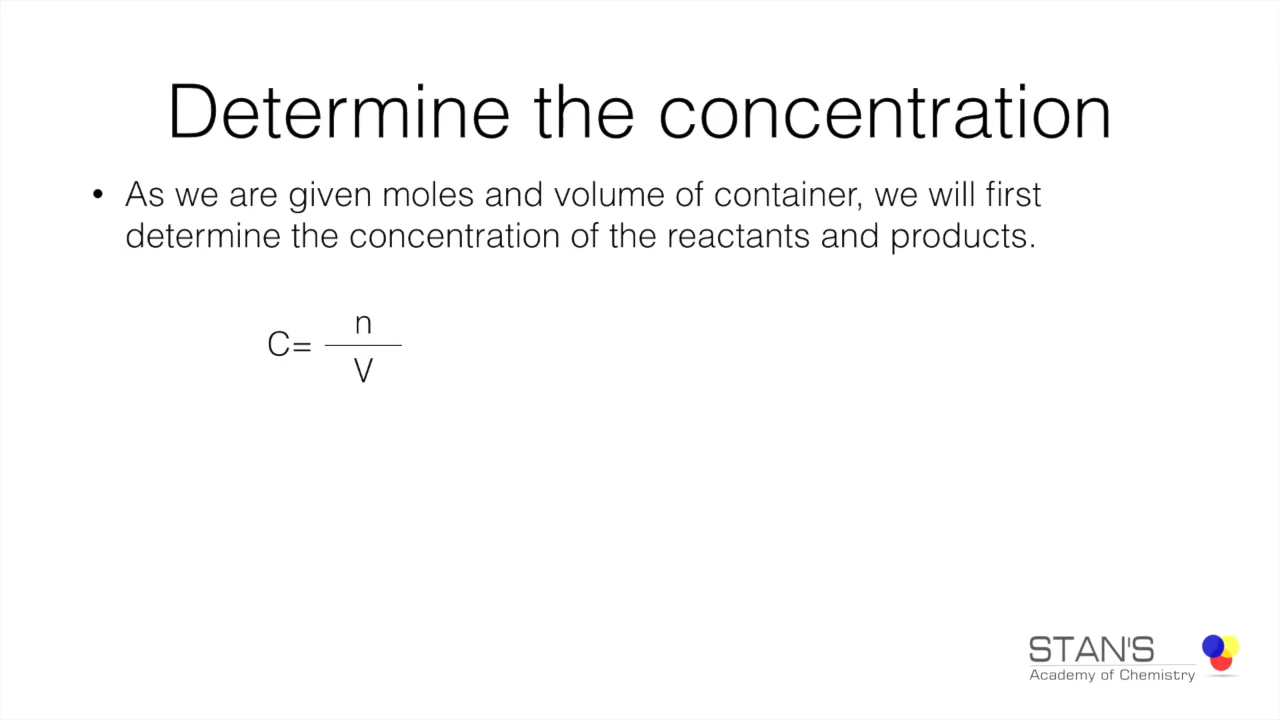 Determine the concentration
• As we are given moles and volume of container, we will first
determine the concentration of the reactants and products.
n
C=
V
STAN'S
Academy of Chemistry